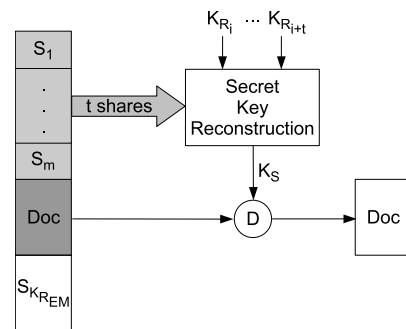 S1
.
.
.
Sm
Doc
SKREM
t shares
KRi ... KRi+t
Secret
Key
Reconstruction
KS
D
Doc